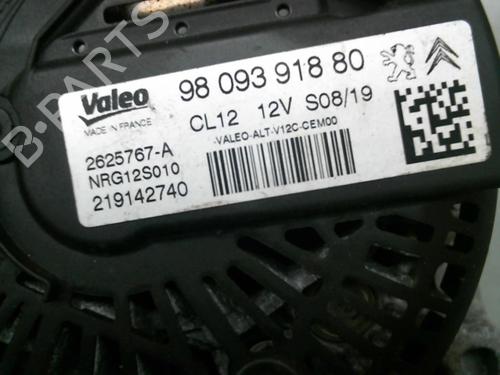 Valeo
MADE IN FRANCE
98 093 918 80
CL12 12V S08/19
-VALEO-ALT-V12C-CEM00
2625767-A
NRG12S010
219142740
B-PARTS